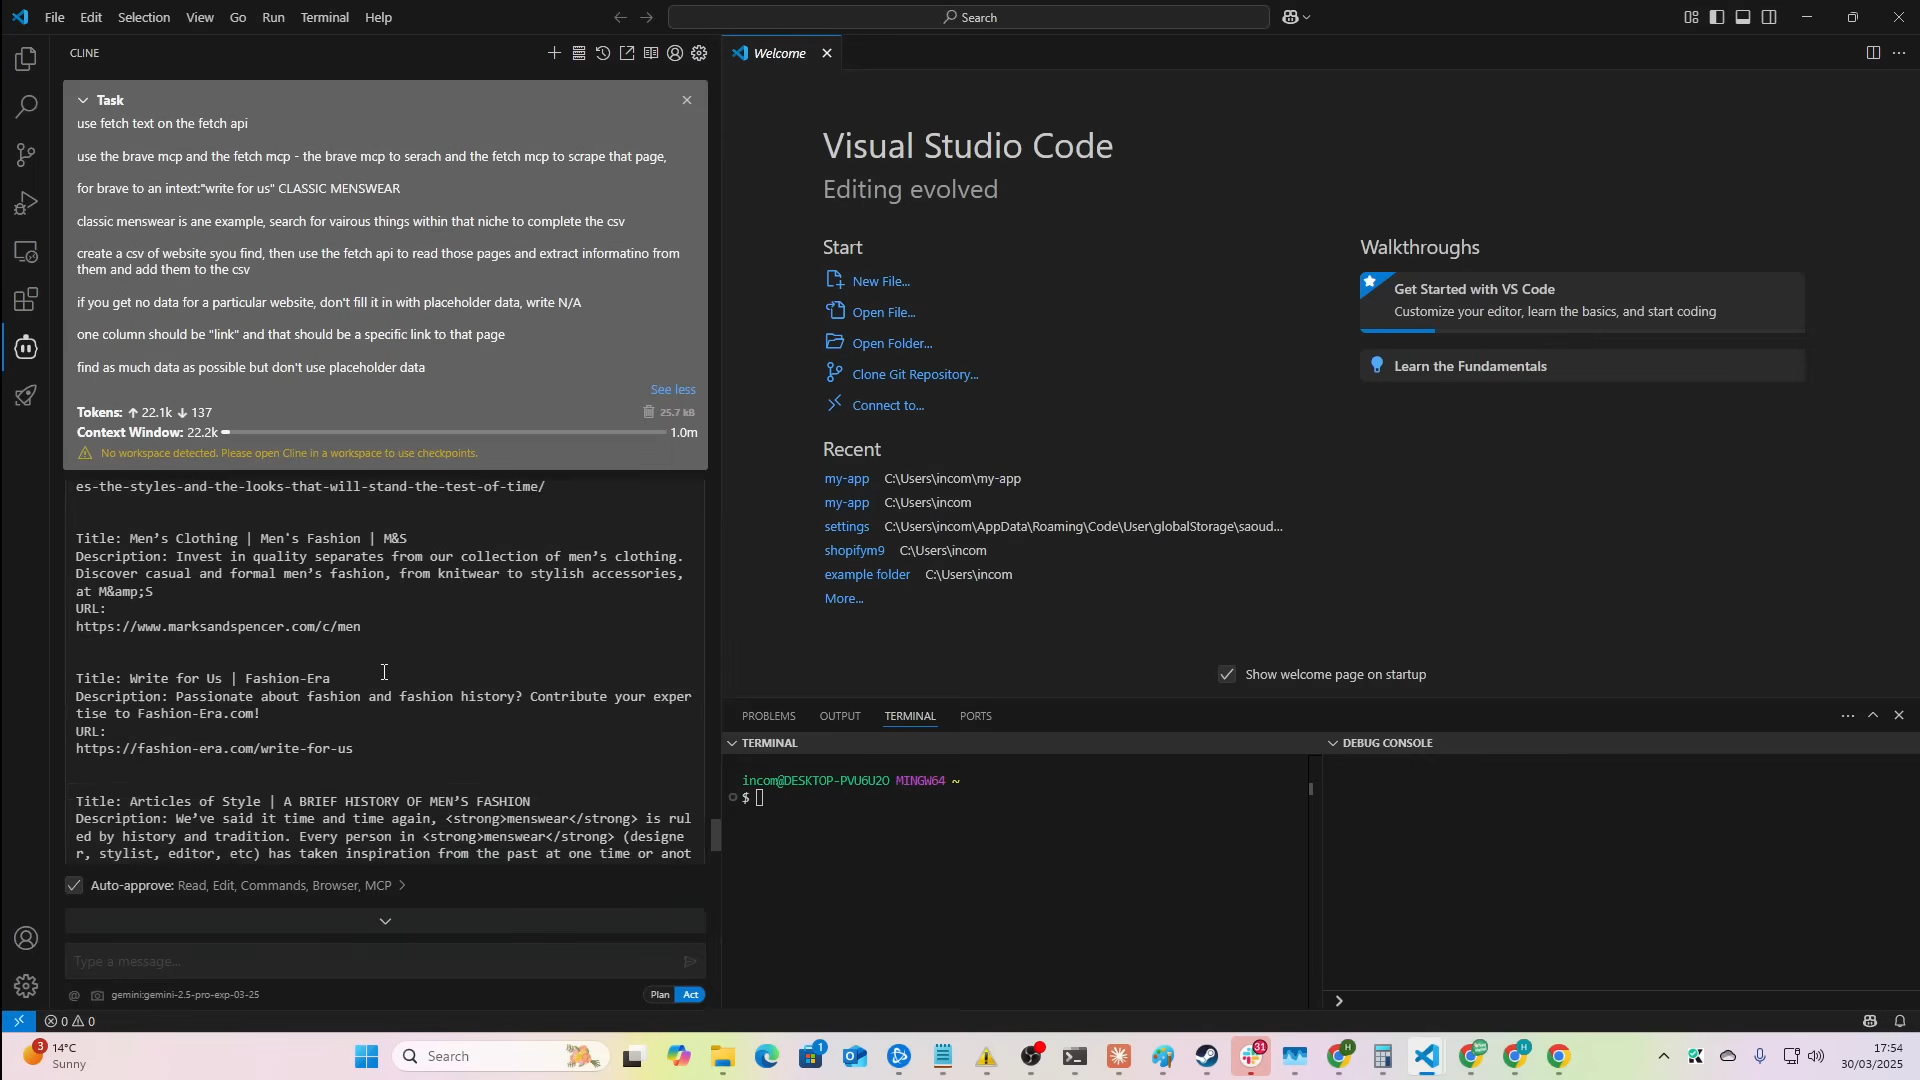 File Edit Selection View Go Run Terminal Help
Search
CLINE
Welcome
Task
use fetch text on the fetch api
use the brave mcp and the fetch mcp - the brave mcp to serach and the fetch mcp to scrape that page,
for brave to an intext:"write for us" CLASSIC MENSWEAR
classic menswear is ane example, search for vairous things within that niche to complete the csv
create a csv of website syou find, then use the fetch api to read those pages and extract informatino from
them and add them to the csv
if you get no data for a particular website, don't fill it in with placeholder data, write N/A
one column should be "link" and that should be a specific link to that page
find as much data as possible but don't use placeholder data
See less
Tokens: ↑ 22.1k ↓ 137
25.7 kB
Context Window: 22.2k 1.0m
No workspace detected. Please open Cline in a workspace to use checkpoints.
es-the-styles-and-the-looks-that-will-stand-the-test-of-time/
Title: Men’s Clothing | Men's Fashion | M&S
Description: Invest in quality separates from our collection of men’s clothing.
Discover casual and formal men’s fashion, from knitwear to stylish accessories,
at M&amp;S
URL:
https://www.marksandspencer.com/c/men
Title: Write for Us | Fashion-Era
Description: Passionate about fashion and fashion history? Contribute your exper
tise to Fashion-Era.com!
URL:
https://fashion-era.com/write-for-us
Title: Articles of Style | A BRIEF HISTORY OF MEN’S FASHION
Description: We’ve said it time and time again, <strong>menswear</strong> is rul
ed by history and tradition. Every person in <strong>menswear</strong> (designe
r, stylist, editor, etc) has taken inspiration from the past at one time or anot
Auto-approve: Read, Edit, Commands, Browser, MCP
Type a message...
@ gemini:gemini-2.5-pro-exp-03-25
Plan Act
Visual Studio Code
Editing evolved
Start
New File...
Open File...
Open Folder...
Clone Git Repository...
Connect to...
Recent
my-app C:\Users\incom\my-app
my-app C:\Users\incom
settings C:\Users\incom\AppData\Roaming\Code\User\globalStorage\saoud...
shopifym9 C:\Users\incom
example folder C:\Users\incom
More...
Walkthroughs
Get Started with VS Code
Customize your editor, learn the basics, and start coding
Learn the Fundamentals
Show welcome page on startup
PROBLEMS OUTPUT TERMINAL PORTS
TERMINAL
DEBUG CONSOLE
incom@DESKTOP-PVU6U2O MINGW64 ~
$
0 0
3
14°C
Sunny
Search
1
31
17:54
30/03/2025